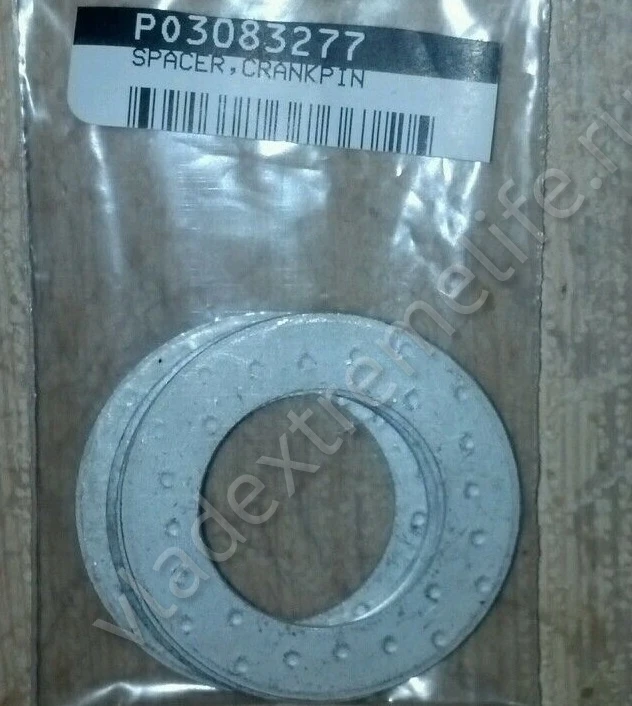 P03083277
SPACER,CRANKPIN
vladextremelife.ru